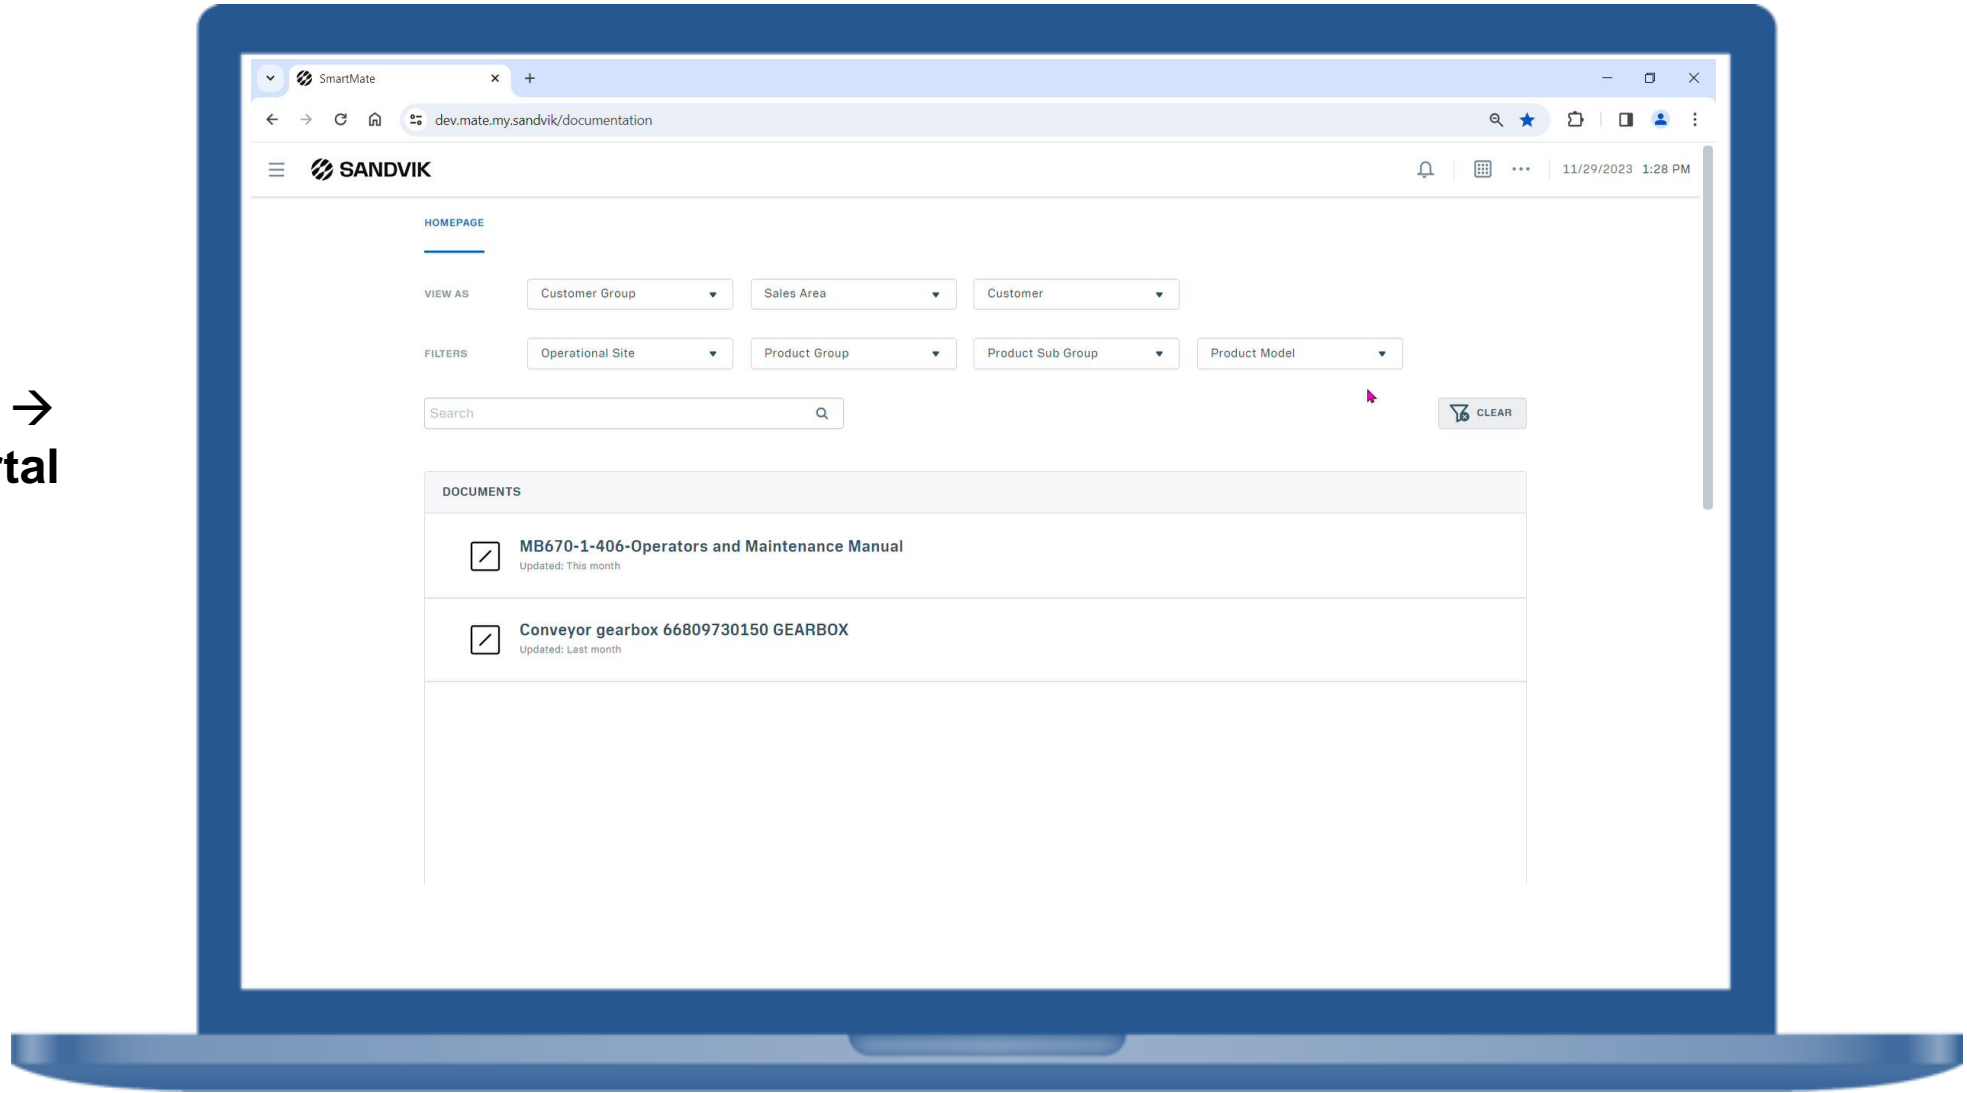 SmartMate
dev.mate.my.sandvik/documentation
SANDVIK
11/29/2023 1:28 PM
HOMEPAGE
VIEW AS Customer Group Sales Area Customer
FILTERS Operational Site Product Group Product Sub Group Product Model
→
Search CLEAR
rtal
DOCUMENTS
MB670-1-406-Operators and Maintenance Manual
Updated: This month
Conveyor gearbox 66809730150 GEARBOX
Updated: Last month